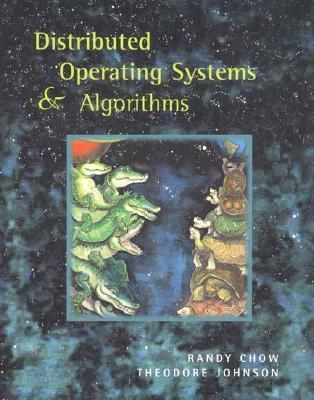 Distributed
Operating Systems
& Algorithms
RANDY CHOW
THEODORE JOHNSON